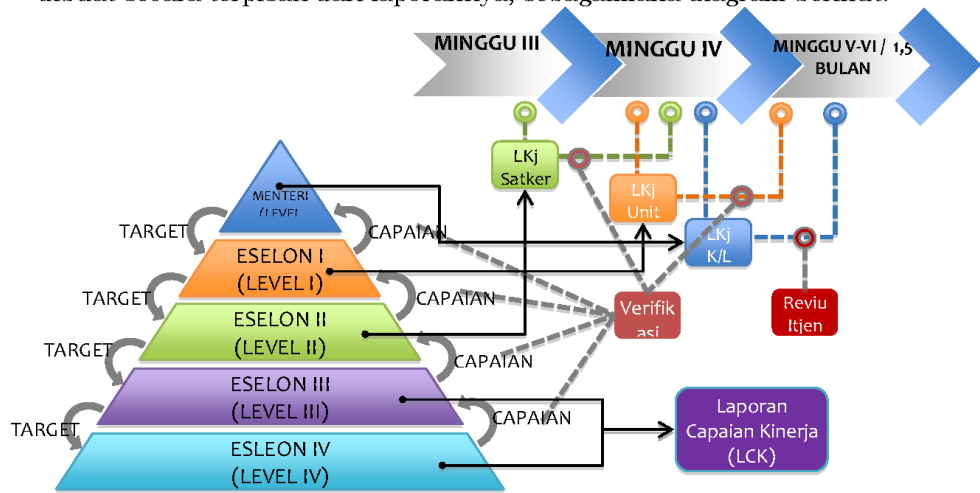 MINGGU III
MINGGU IV
MINGGU V-VI / 1,5
BULAN
LKj
Satker
LKj
Unit
LKj
K/L
Verifik
asi
Reviu
Itjen
MENTERI
(LEVEL
ESELON I
(LEVEL I)
ESELON II
(LEVEL II)
ESELON III
(LEVEL III)
ESLEON IV
(LEVEL IV)
TARGET
TARGET
TARGET
TARGET
CAPAIAN
CAPAIAN
CAPAIAN
CAPAIAN
Laporan
Capaian Kinerja
(LCK)